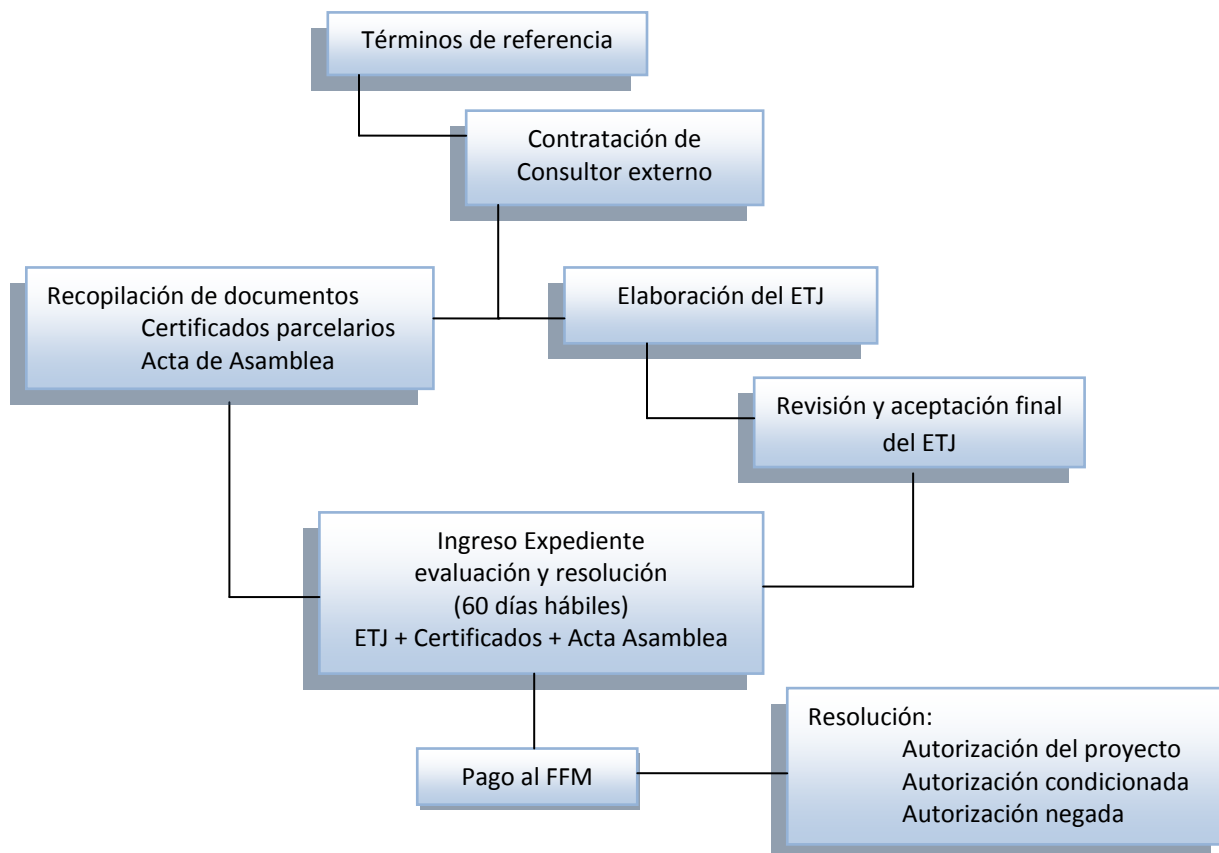 Términos de referencia
Contratación de
Consultor externo
Recopilación de documentos
Certificados parcelarios
Acta de Asamblea
Elaboración del ETJ
Revisión y aceptación final
del ETJ
Ingreso Expediente
evaluación y resolución
(60 días hábiles)
ETJ + Certificados + Acta Asamblea
Pago al FFM
Resolución:
Autorización del proyecto
Autorización condicionada
Autorización negada